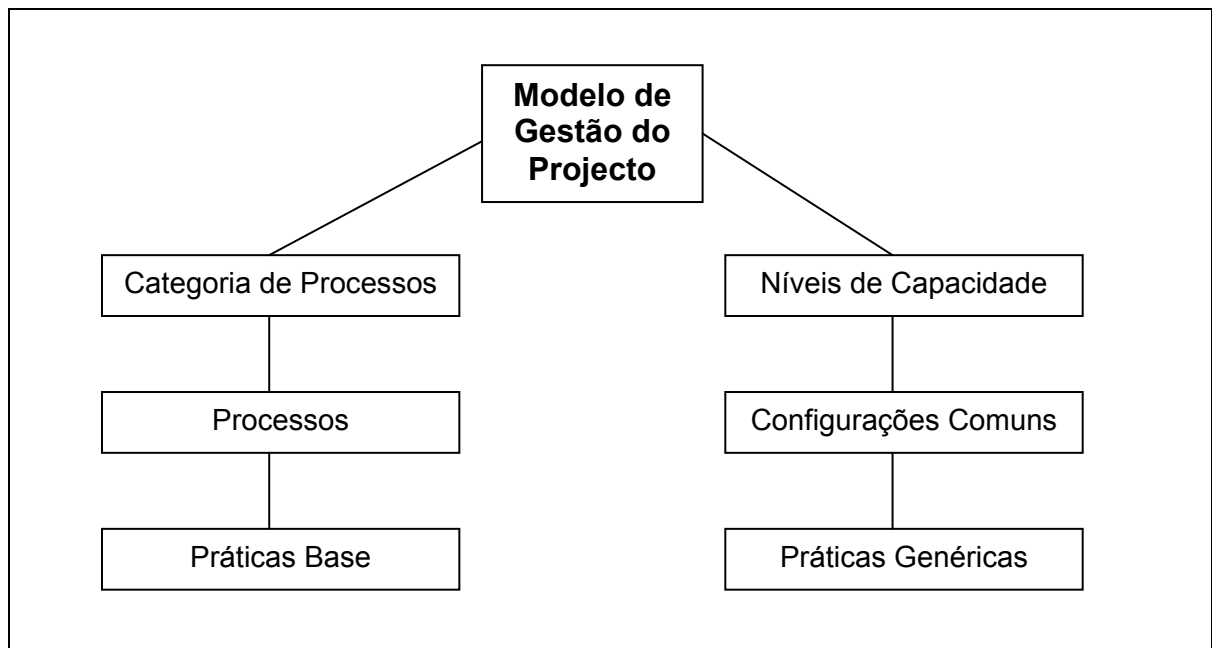 Modelo de
Gestão do
Projecto
Categoria de Processos
Níveis de Capacidade
Processos
Configurações Comuns
Práticas Base
Práticas Genéricas